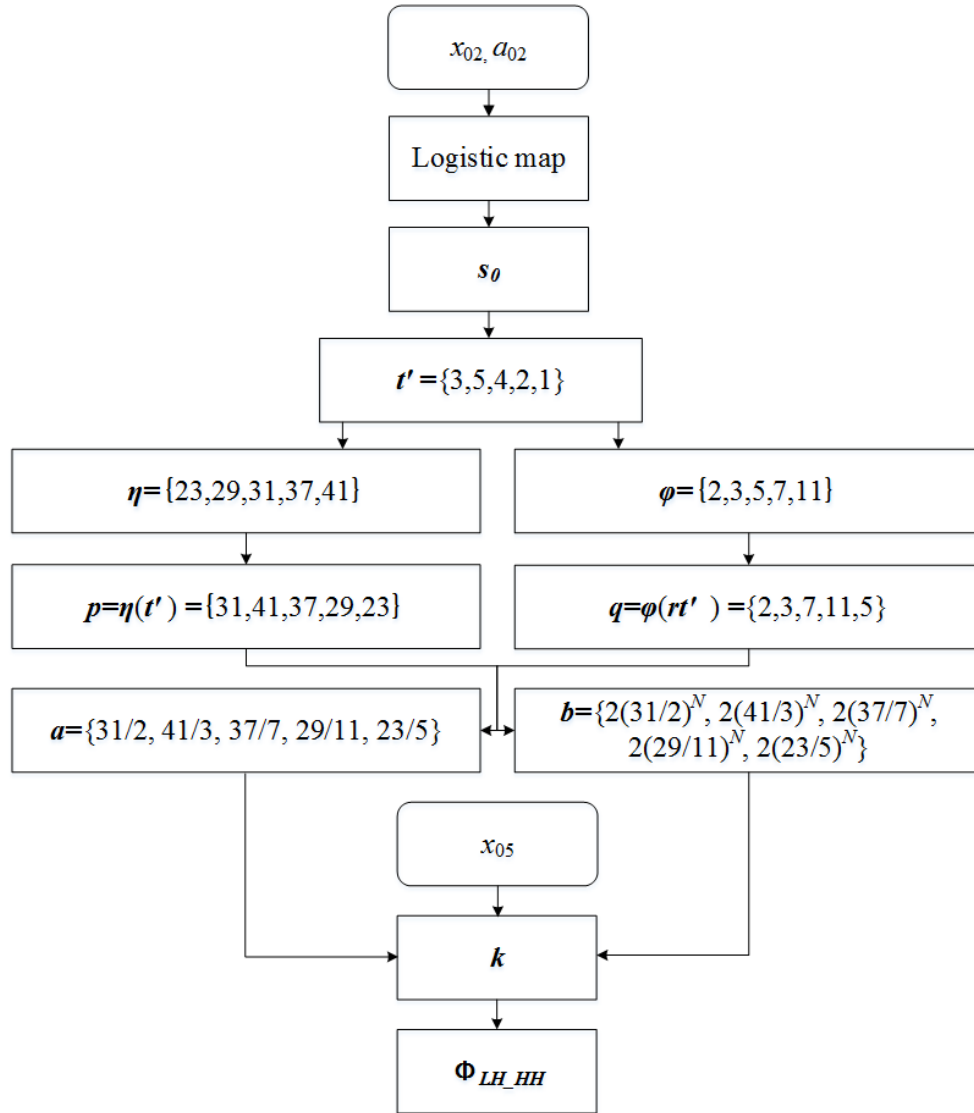 x₀₂, a₀₂
Logistic map
s₀
t′ ={3,5,4,2,1}
η={23,29,31,37,41}
φ={2,3,5,7,11}
p=η(t′ ) ={31,41,37,29,23}
q=φ(rt′ ) ={2,3,7,11,5}
a={31/2, 41/3, 37/7, 29/11, 23/5}
b={2(31/2)ᴺ, 2(41/3)ᴺ, 2(37/7)ᴺ,
2(29/11)ᴺ, 2(23/5)ᴺ}
x₀₅
k
Φ_LH_HH